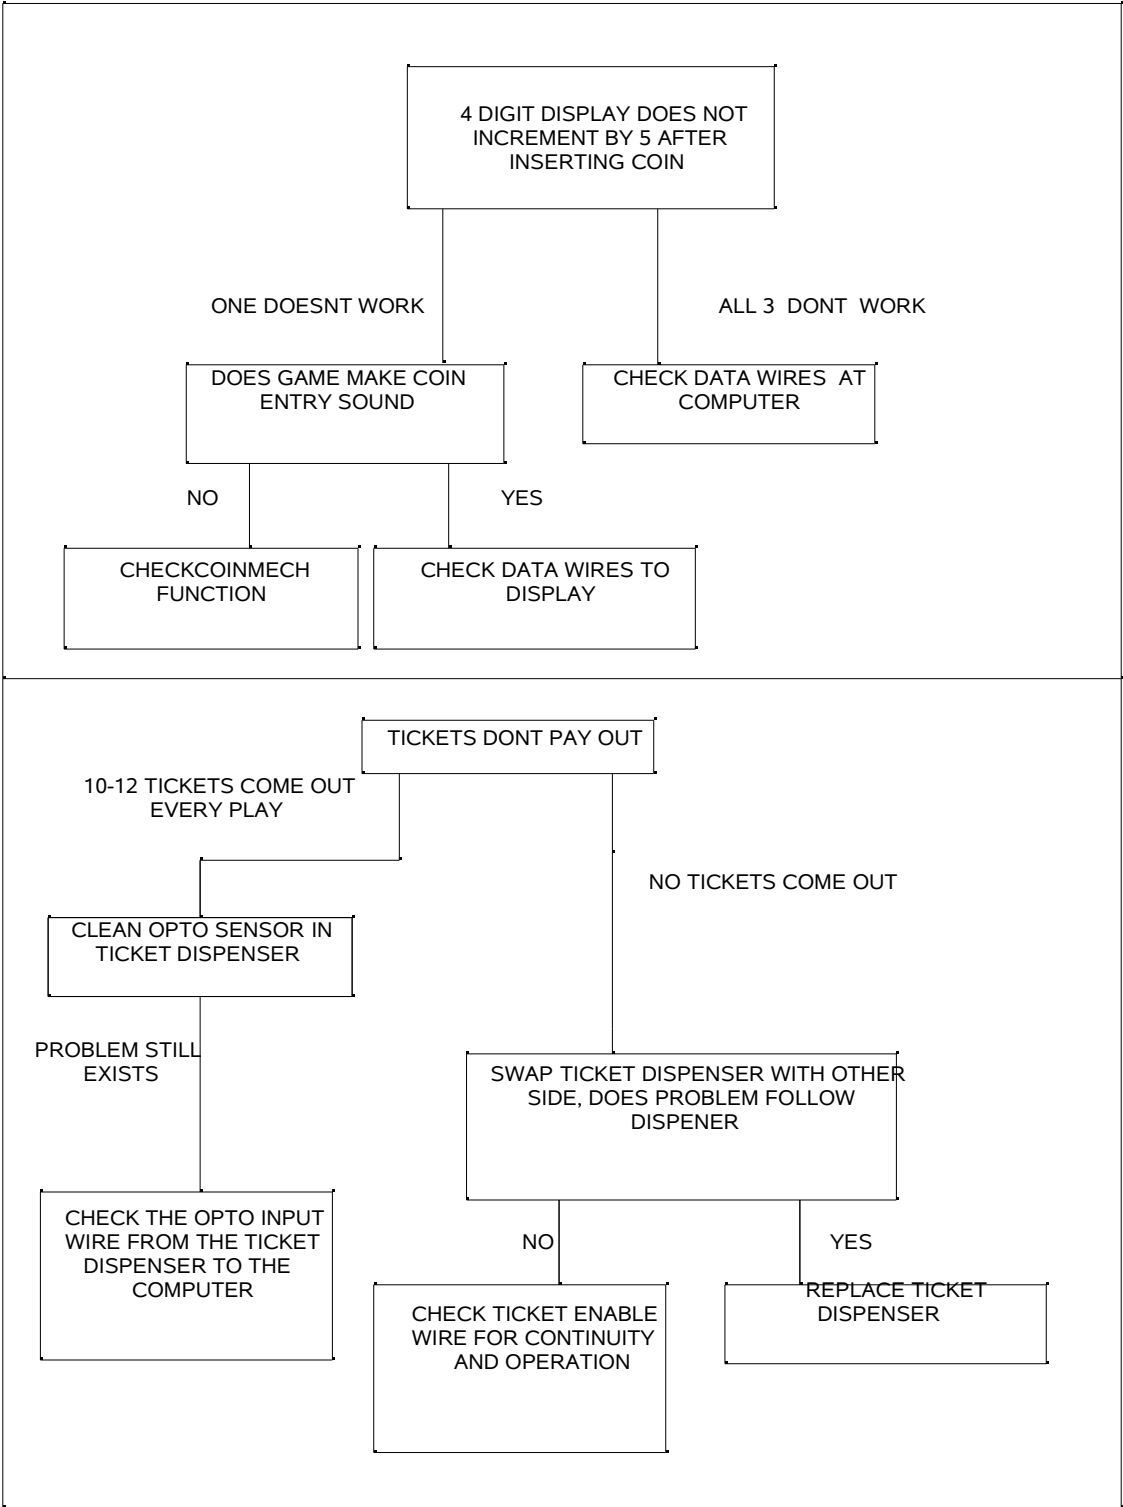 4 DIGIT DISPLAY DOES NOT
INCREMENT BY 5 AFTER
INSERTING COIN
ONE DOESNT WORK
ALL 3 DONT WORK
DOES GAME MAKE COIN
ENTRY SOUND
CHECK DATA WIRES AT
COMPUTER
NO
YES
CHECKCOINMECH
FUNCTION
CHECK DATA WIRES TO
DISPLAY
TICKETS DONT PAY OUT
10-12 TICKETS COME OUT
EVERY PLAY
NO TICKETS COME OUT
CLEAN OPTO SENSOR IN
TICKET DISPENSER
PROBLEM STILL
EXISTS
SWAP TICKET DISPENSER WITH OTHER
SIDE, DOES PROBLEM FOLLOW
DISPENER
CHECK THE OPTO INPUT
WIRE FROM THE TICKET
DISPENSER TO THE
COMPUTER
NO
YES
CHECK TICKET ENABLE
WIRE FOR CONTINUITY
AND OPERATION
REPLACE TICKET
DISPENSER